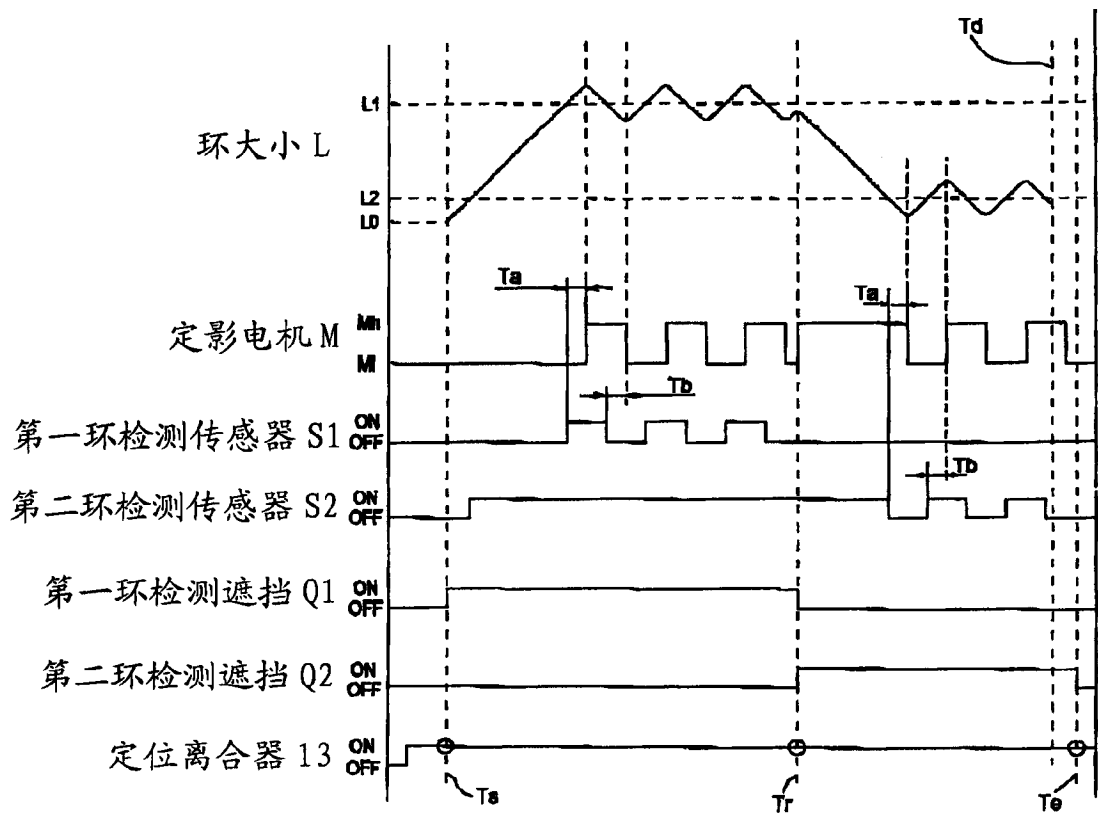 Td
L1
环大小 L
L2
L0
Ta
Ta
定影电机 M
Mh
Ml
Tb
第一环检测传感器 S1
ON
OFF
Tb
第二环检测传感器 S2
ON
OFF
第一环检测遮挡 Q1
ON
OFF
第二环检测遮挡 Q2
ON
OFF
定位离合器 13
ON
OFF
Ts
Tr
Te